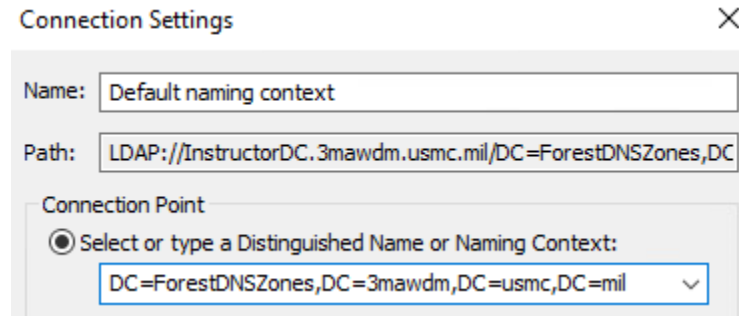 Connection Settings
Name: Default naming context
Path: LDAP://InstructorDC.3mawdm.usmc.mil/DC=ForestDNSZones,DC
Connection Point
Select or type a Distinguished Name or Naming Context:
DC=ForestDNSZones,DC=3mawdm,DC=usmc,DC=mil